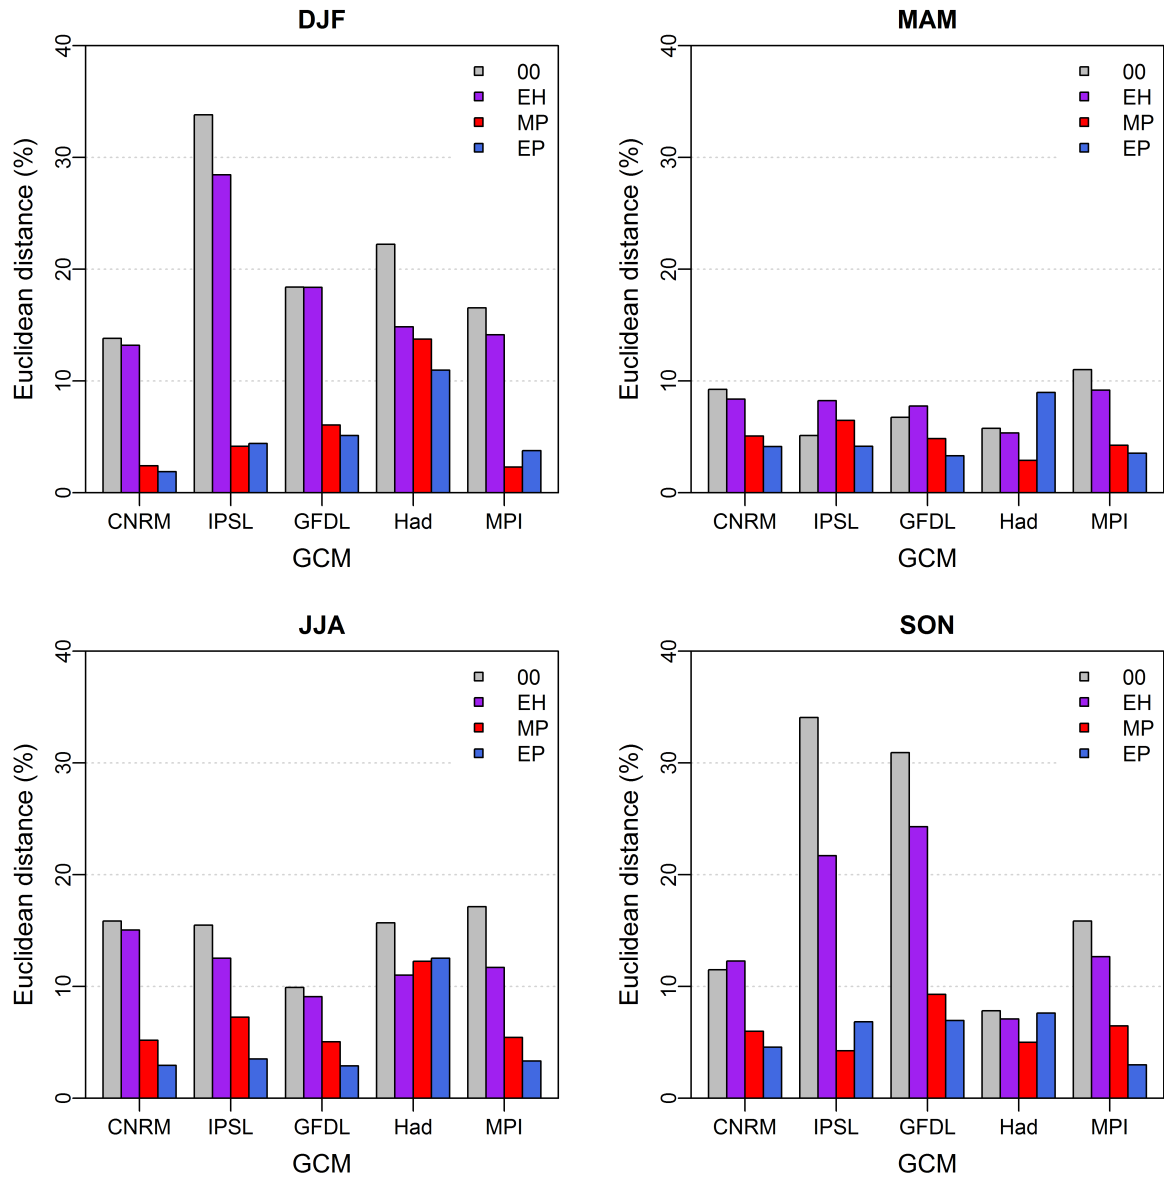 DJF
Euclidean distance (%)
40
30
20
10
0
00
EH
MP
EP
CNRM IPSL GFDL Had MPI
GCM
MAM
Euclidean distance (%)
40
30
20
10
0
00
EH
MP
EP
CNRM IPSL GFDL Had MPI
GCM
JJA
Euclidean distance (%)
40
30
20
10
0
00
EH
MP
EP
CNRM IPSL GFDL Had MPI
GCM
SON
Euclidean distance (%)
40
30
20
10
0
00
EH
MP
EP
CNRM IPSL GFDL Had MPI
GCM